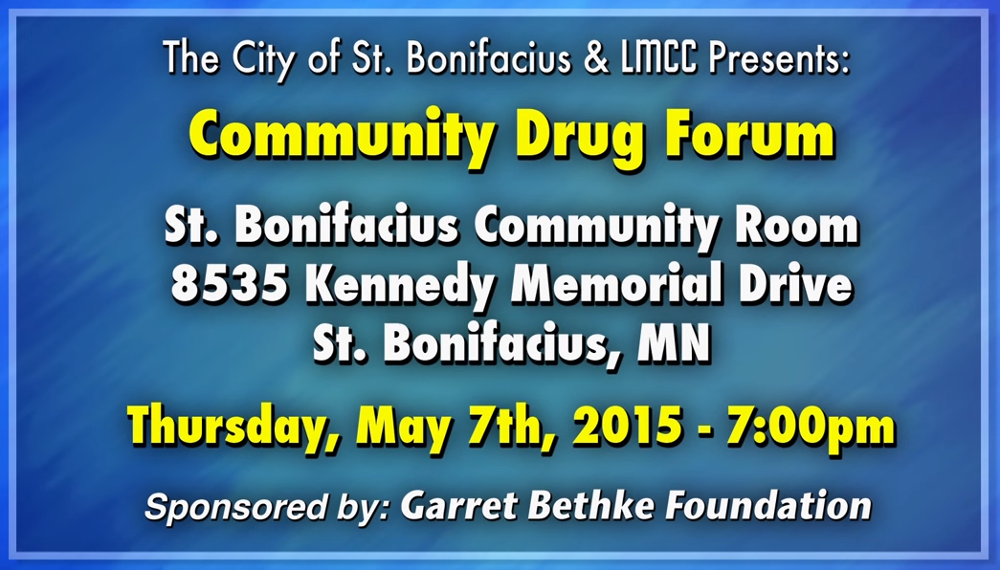 The City of St. Bonifacius & LMCC Presents:
Community Drug Forum
St. Bonifacius Community Room
8535 Kennedy Memorial Drive
St. Bonifacius, MN
Thursday, May 7th, 2015 - 7:00pm
Sponsored by: Garret Bethke Foundation